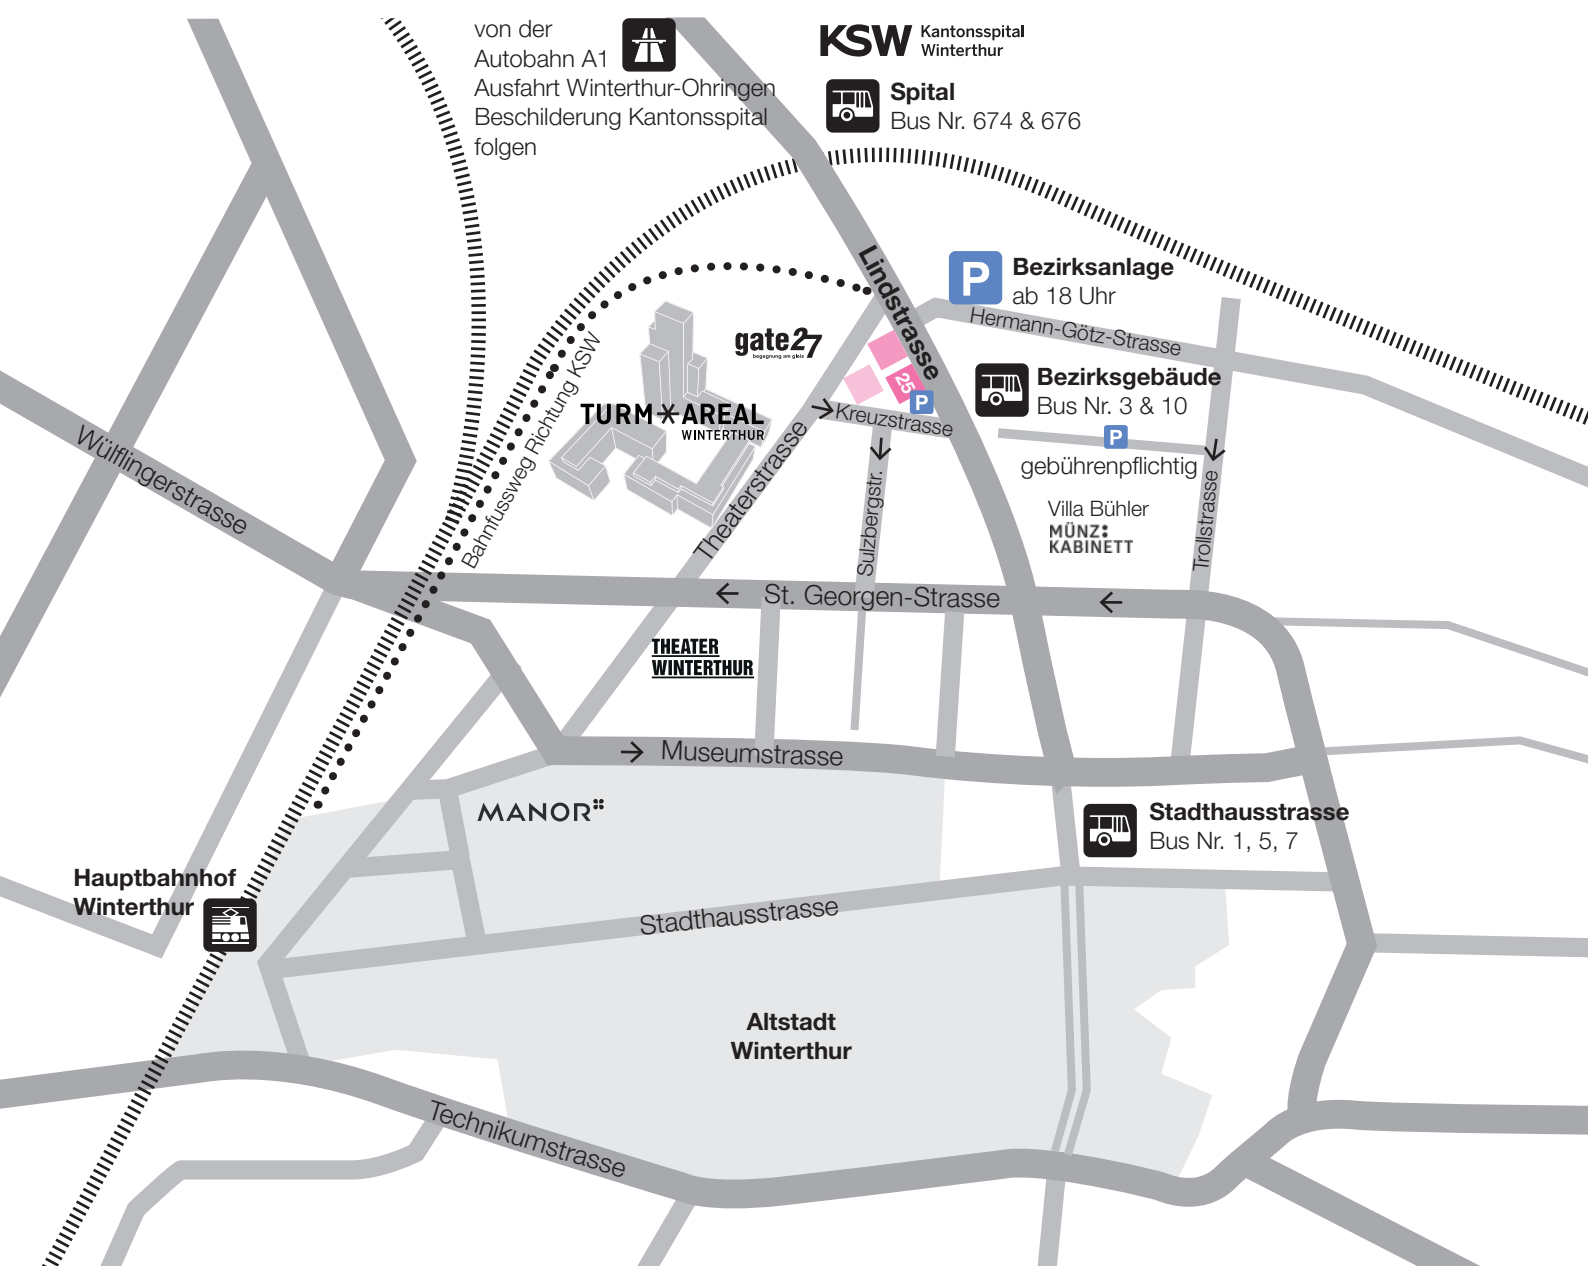 von der
Autobahn A1
Ausfahrt Winterthur-Ohringen
Beschilderung Kantonsspital
folgen
KSW Kantonsspital
Winterthur
Spital
Bus Nr. 674 & 676
Lindstrasse
P Bezirksanlage
ab 18 Uhr
Hermann-Götz-Strasse
gate27
begegnung am gleis
Bahnfussweg Richtung KSW
25
P
Bezirksgebäude
Bus Nr. 3 & 10
TURM AREAL
WINTERTHUR
Kreuzstrasse
P
gebührenpflichtig
Wülflingerstrasse
Theaterstrasse
Sulzbergstr.
Trollstrasse
Villa Bühler
MÜNZ:
KABINETT
St. Georgen-Strasse
THEATER
WINTERTHUR
Museumstrasse
MANOR
Stadthausstrasse
Bus Nr. 1, 5, 7
Hauptbahnhof
Winterthur
Stadthausstrasse
Altstadt
Winterthur
Technikumstrasse